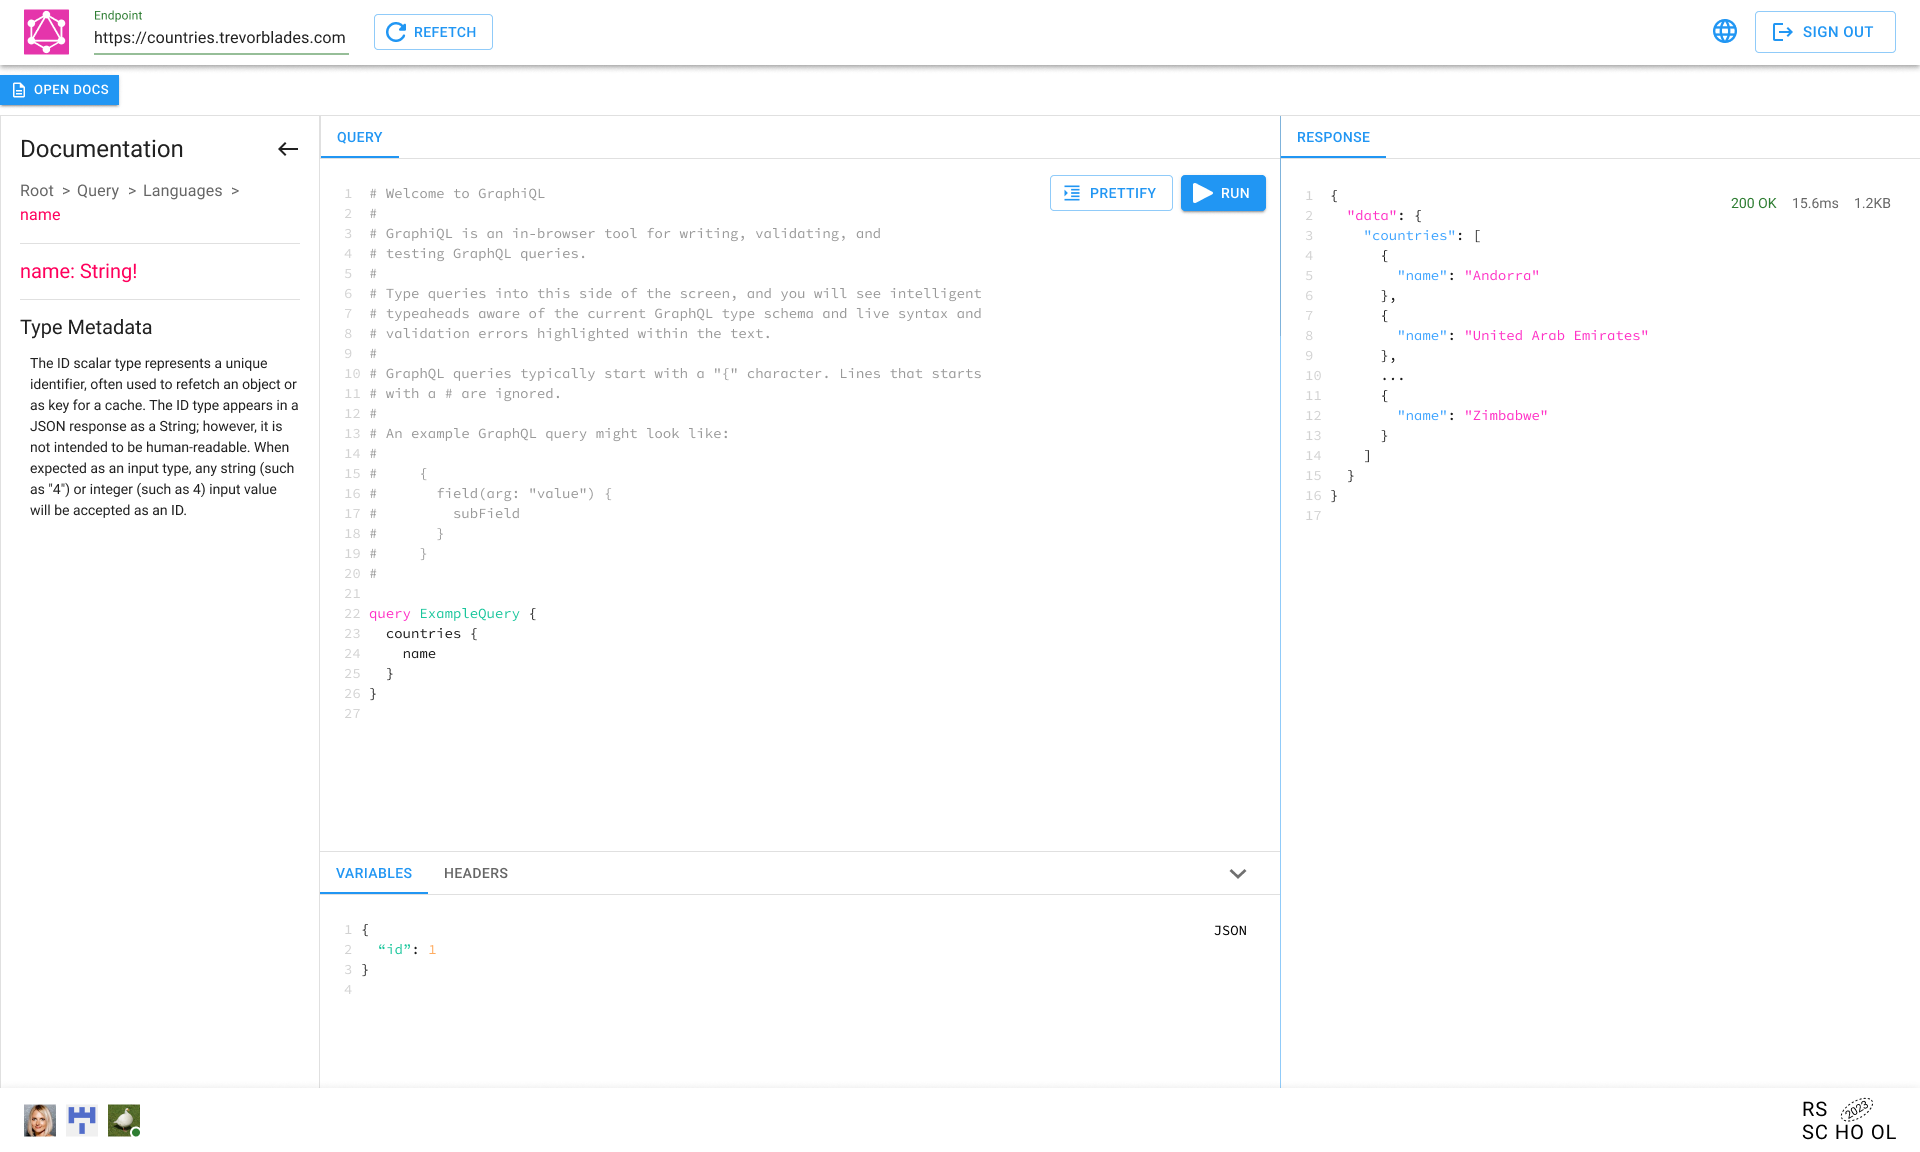 Endpoint
https://countries.trevorblades.com
REFETCH
SIGN OUT
OPEN DOCS
Documentation
Root > Query > Languages >
name
name: String!
Type Metadata
The ID scalar type represents a unique
identifier, often used to refetch an object or
as key for a cache. The ID type appears in a
JSON response as a String; however, it is
not intended to be human-readable. When
expected as an input type, any string (such
as "4") or integer (such as 4) input value
will be accepted as an ID.
QUERY
PRETTIFY
RUN
1 # Welcome to GraphiQL
2 #
3 # GraphiQL is an in-browser tool for writing, validating, and
4 # testing GraphQL queries.
5 #
6 # Type queries into this side of the screen, and you will see intelligent
7 # typeaheads aware of the current GraphQL type schema and live syntax and
8 # validation errors highlighted within the text.
9 #
10 # GraphQL queries typically start with a "{" character. Lines that starts
11 # with a # are ignored.
12 #
13 # An example GraphQL query might look like:
14 #
15 #     {
16 #       field(arg: "value") {
17 #         subField
18 #       }
19 #     }
20 #
21
22 query ExampleQuery {
23   countries {
24     name
25   }
26 }
27
VARIABLES HEADERS
JSON
1 {
2   “id”: 1
3 }
4
RESPONSE
200 OK 15.6ms 1.2KB
1 {
2   "data": {
3     "countries": [
4       {
5         "name": "Andorra"
6       },
7       {
8         "name": "United Arab Emirates"
9       },
10       ...
11       {
12         "name": "Zimbabwe"
13       }
14     ]
15   }
16 }
17
RS 2023
SC HO OL